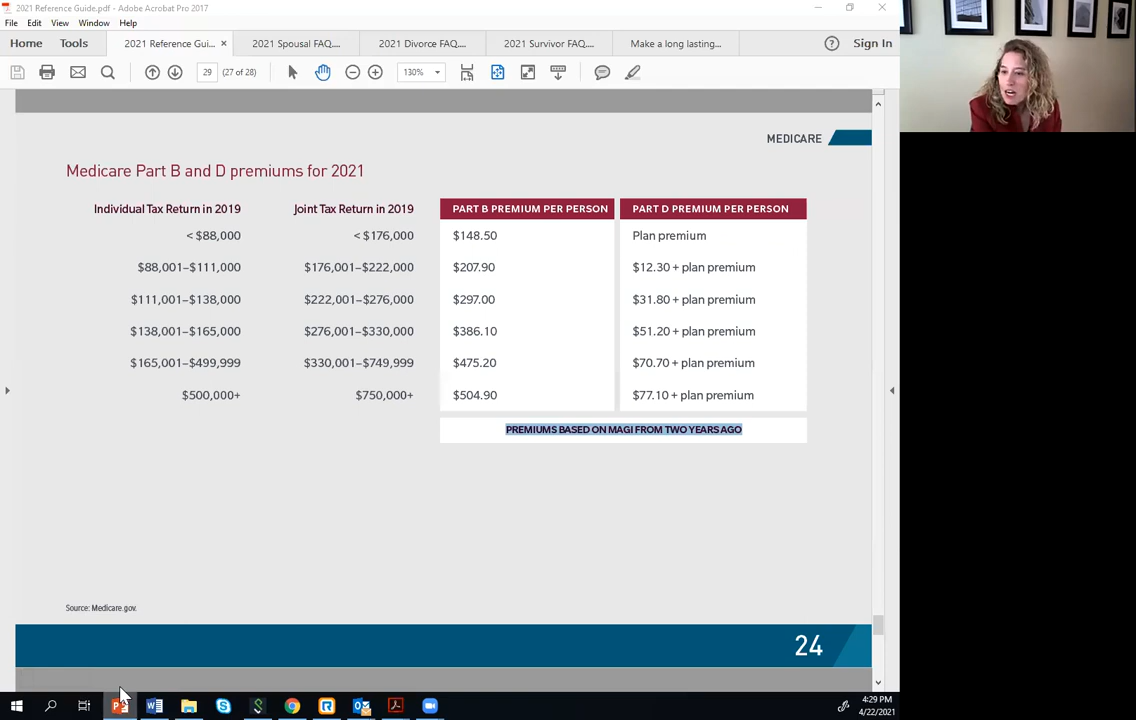 2021 Reference Guide.pdf - Adobe Acrobat Pro 2017
File Edit View Window Help
Home Tools 2021 Reference Gui... × 2021 Spousal FAQ.... 2021 Divorce FAQ.... 2021 Survivor FAQ.... Make a long lasting... Sign In
29 (27 of 28) 130%
MEDICARE
Medicare Part B and D premiums for 2021
Individual Tax Return in 2019 Joint Tax Return in 2019 PART B PREMIUM PER PERSON PART D PREMIUM PER PERSON
< $88,000 < $176,000 $148.50 Plan premium
$88,001–$111,000 $176,001–$222,000 $207.90 $12.30 + plan premium
$111,001–$138,000 $222,001–$276,000 $297.00 $31.80 + plan premium
$138,001–$165,000 $276,001–$330,000 $386.10 $51.20 + plan premium
$165,001–$499,999 $330,001–$749,999 $475.20 $70.70 + plan premium
$500,000+ $750,000+ $504.90 $77.10 + plan premium
PREMIUMS BASED ON MAGI FROM TWO YEARS AGO
Source: Medicare.gov.
24
4:29 PM
4/22/2021